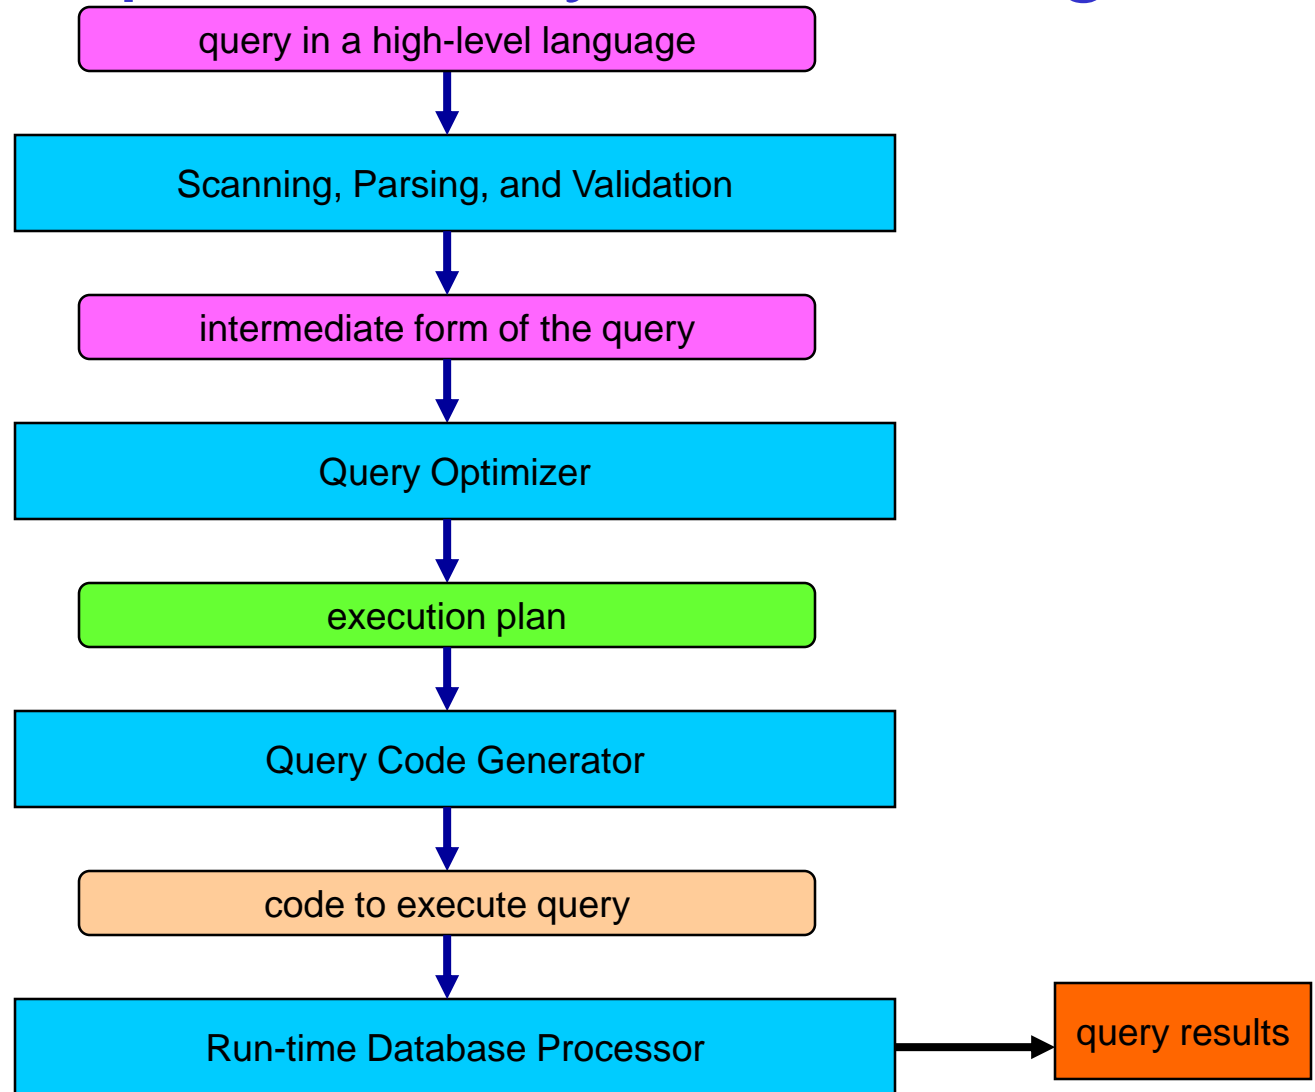 query in a high-level language
Scanning, Parsing, and Validation
intermediate form of the query
Query Optimizer
execution plan
Query Code Generator
code to execute query
Run-time Database Processor
query results